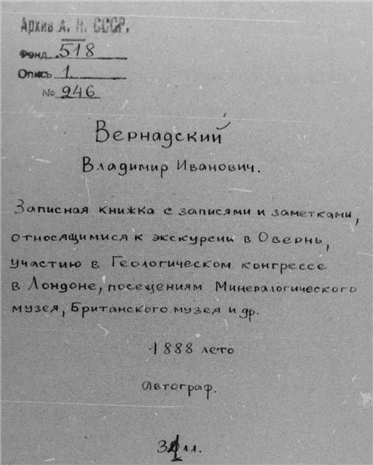 Архив А. Н. СССР.
Фонд 518
Опись 1
№ 246
Вернадский
Владимир Иванович.
Записная книжка с записями и заметками,
относящимися к экскурсии в Овернь,
участию в Геологическом конгрессе
в Лондоне, посещениям Минералогического
музея, Британского музея и др.
1888 лето
Автограф.